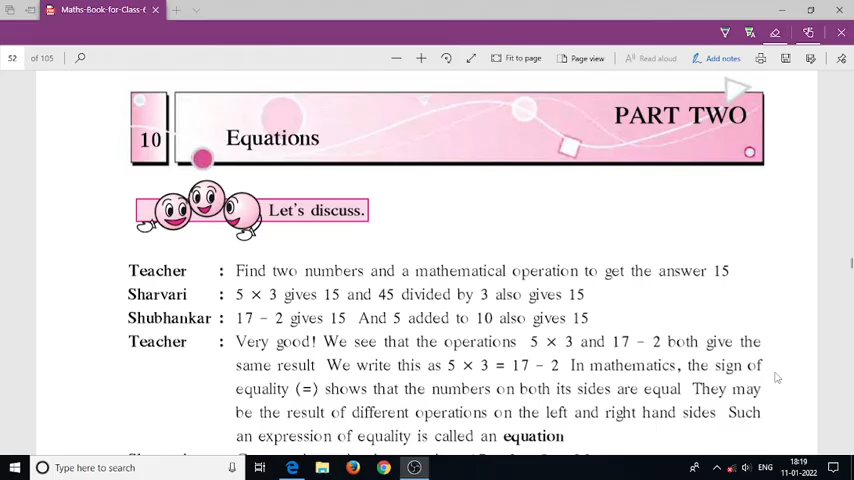 Maths-Book-for-Class-6
52 of 105 Fit to page Page view Read aloud Add notes
PART TWO
10 Equations
Let's discuss.
Teacher : Find two numbers and a mathematical operation to get the answer 15
Sharvari : 5 × 3 gives 15 and 45 divided by 3 also gives 15
Shubhankar : 17 - 2 gives 15 And 5 added to 10 also gives 15
Teacher : Very good! We see that the operations 5 × 3 and 17 - 2 both give the
same result We write this as 5 × 3 = 17 - 2 In mathematics, the sign of
equality (=) shows that the numbers on both its sides are equal They may
be the result of different operations on the left and right hand sides Such
an expression of equality is called an equation
Type here to search ENG 18:19
11-01-2022